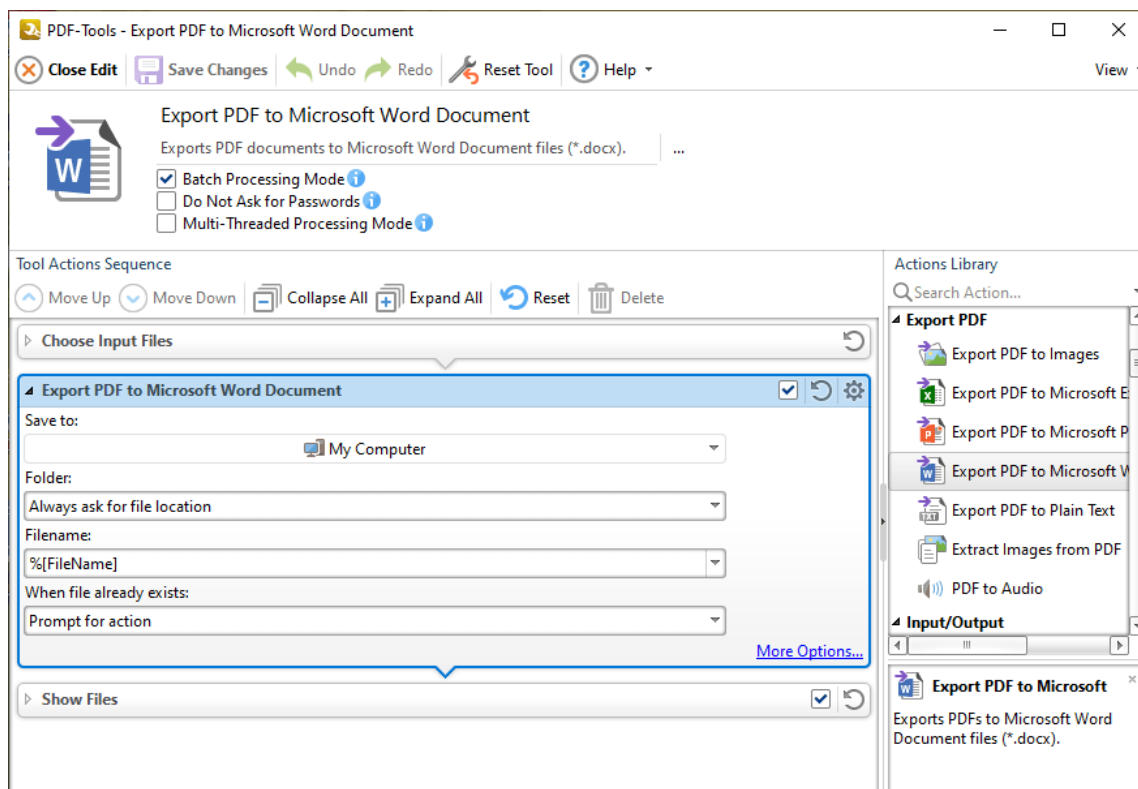 PDF-Tools - Export PDF to Microsoft Word Document
Close Edit Save Changes Undo Redo Reset Tool Help View
Export PDF to Microsoft Word Document
Exports PDF documents to Microsoft Word Document files (*.docx). ...
Batch Processing Mode
Do Not Ask for Passwords
Multi-Threaded Processing Mode
Tool Actions Sequence
Move Up Move Down Collapse All Expand All Reset Delete
Choose Input Files
Export PDF to Microsoft Word Document
Save to:
My Computer
Folder:
Always ask for file location
Filename:
%[FileName]
When file already exists:
Prompt for action
More Options...
Show Files
Actions Library
Search Action...
Export PDF
Export PDF to Images
Export PDF to Microsoft E
Export PDF to Microsoft P
Export PDF to Microsoft W
Export PDF to Plain Text
Extract Images from PDF
PDF to Audio
Input/Output
Export PDF to Microsoft
Exports PDFs to Microsoft Word
Document files (*.docx).